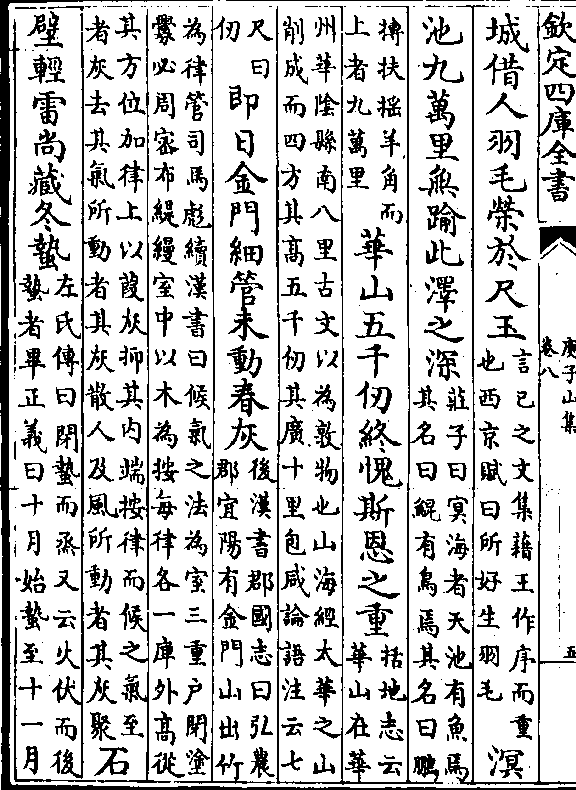 欽定四庫全書
庾子山集
卷八
五
城借人羽毛榮於尺玉
言已之文集藉王作序而重
也西京賦曰所好生羽毛
溟
池九萬里無踰此澤之深
莊子曰冥海者天池有魚焉
其名曰鯤有鳥焉其名曰鵬
搏扶揺羊角而
上者九萬里
華山五千仞終愧斯恩之重
括地志云
華山在華
州華陰縣南八里古文以為敦物也山海經太華之山
削成而四方其高五千仞其廣十里包咸論語注云七
尺曰
仞
即日金門細管未動春灰
後漢書郡國志曰弘農
郡宜陽有金門山出竹
為律管司馬彪續漢書曰候氣之法為室三重户閉塗
釁必周密布緹縵室中以木為按每律各一庫外高從
其方位加律上以葭灰抑其内端按律而候之氣至
者灰去其氣所動者其灰散人及風所動者其灰聚
石
壁輕雷尚藏冬蟄
左氏傳曰閉蟄而烝又云火伏而後
蟄者畢正義曰十月始蟄至十一月